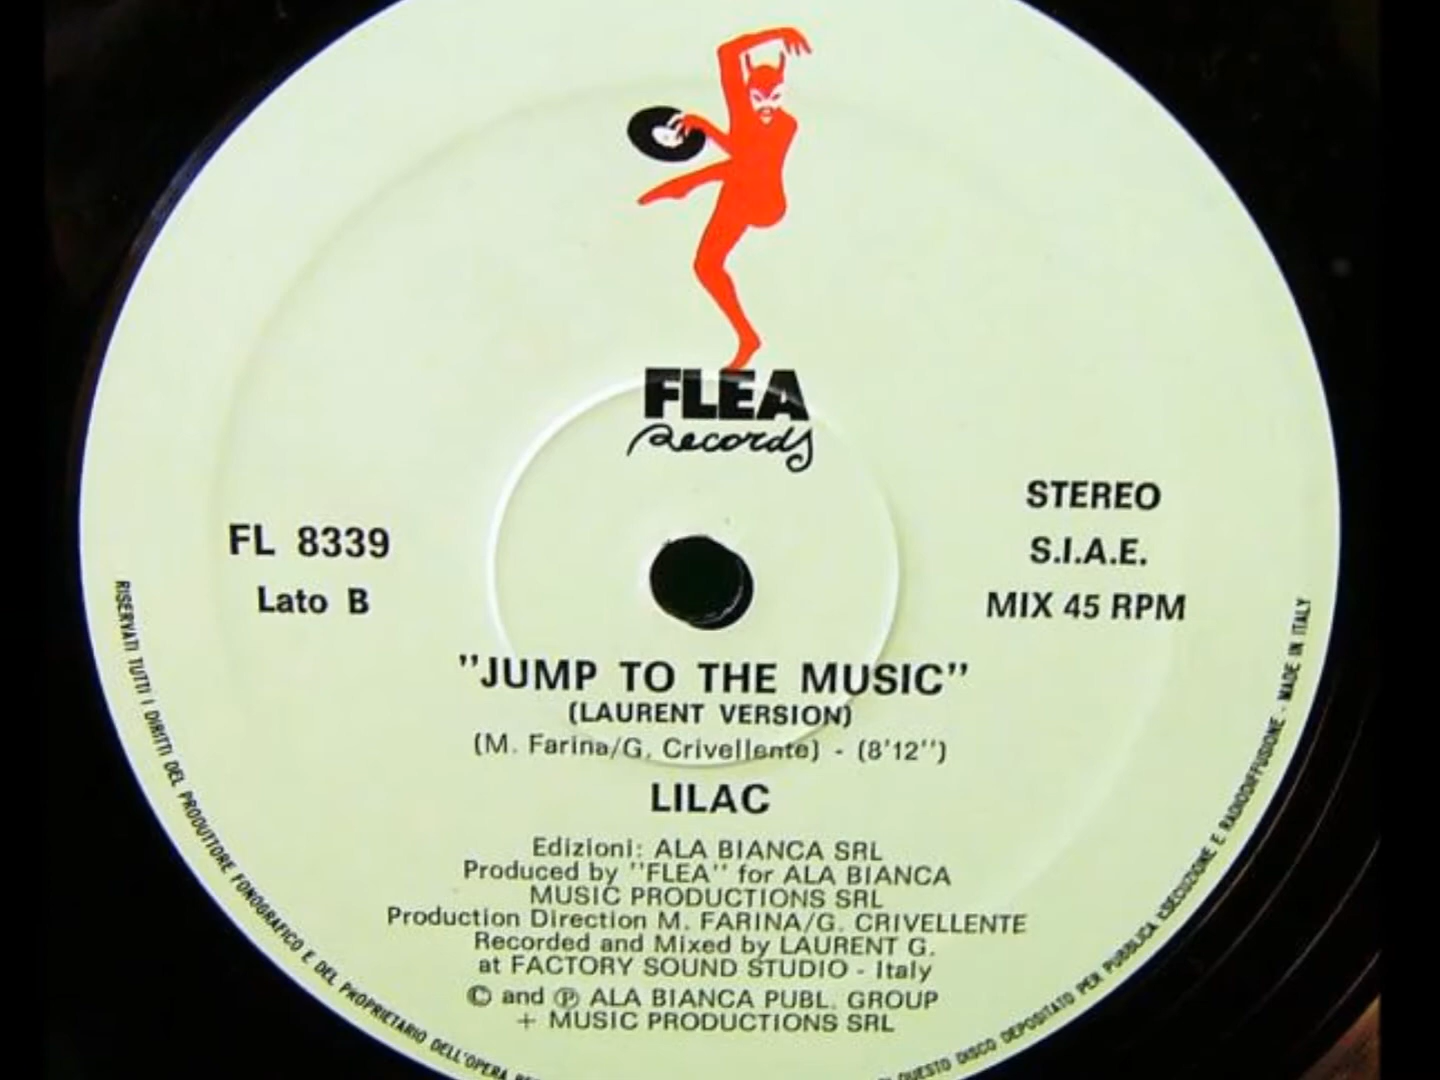 FLEA
Records
STEREO
FL 8339
S.I.A.E.
Lato B
MIX 45 RPM
"JUMP TO THE MUSIC"
(LAURENT VERSION)
(M. Farina/G. Crivellente) - (8'12")
LILAC
Edizioni: ALA BIANCA SRL
Produced by "FLEA" for ALA BIANCA
MUSIC PRODUCTIONS SRL
Production Direction M. FARINA/G. CRIVELLENTE
Recorded and Mixed by LAURENT G.
at FACTORY SOUND STUDIO - Italy
© and ℗ ALA BIANCA PUBL. GROUP
+ MUSIC PRODUCTIONS SRL
RISERVATI TUTTI I DIRITTI DEL PRODUTTORE FONOGRAFICO E DEL PROPRIETARIO DELL'OPERA
QUESTO DISCO DEPOSITATO PER PUBBLICA ESECUZIONE E RADIODIFFUSIONE - MADE IN ITALY